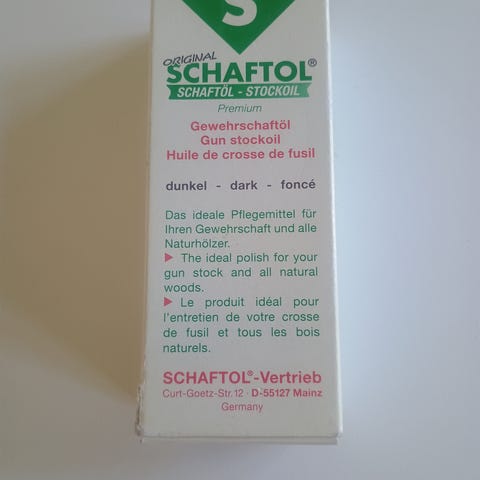 S
ORIGINAL
SCHAFTOL®
SCHAFTÖL - STOCKOIL
Premium
Gewehrschaftöl
Gun stockoil
Huile de crosse de fusil
dunkel - dark - foncé
Das ideale Pflegemittel für
Ihren Gewehrschaft und alle
Naturhölzer.
▶ The ideal polish for your
gun stock and all natural
woods.
▶ Le produit idéal pour
l'entretien de votre crosse
de fusil et tous les bois
naturels.
SCHAFTOL®-Vertrieb
Curt-Goetz-Str. 12 · D-55127 Mainz
Germany